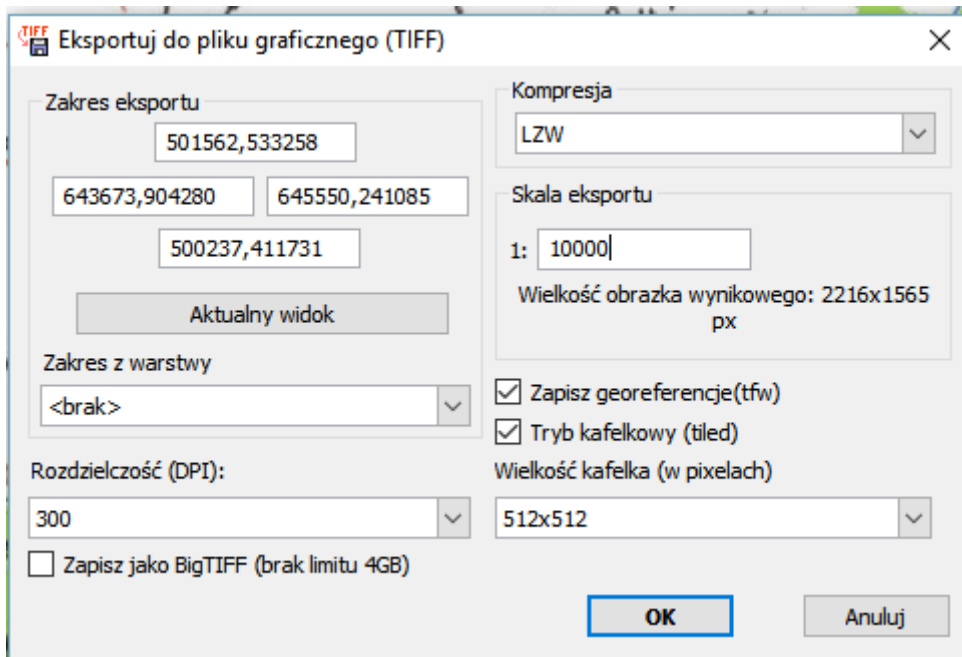 TIFF
Eksportuj do pliku graficznego (TIFF)
Zakres eksportu
501562,533258
643673,904280
645550,241085
500237,411731
Aktualny widok
Zakres z warstwy
<brak>
Rozdzielczość (DPI):
300
Zapisz jako BigTIFF (brak limitu 4GB)
Kompresja
LZW
Skala eksportu
1: 10000
Wielkość obrazka wynikowego: 2216x1565
px
Zapisz georeferencje(tfw)
Tryb kafelkowy (tiled)
Wielkość kafelka (w pixelach)
512x512
OK
Anuluj